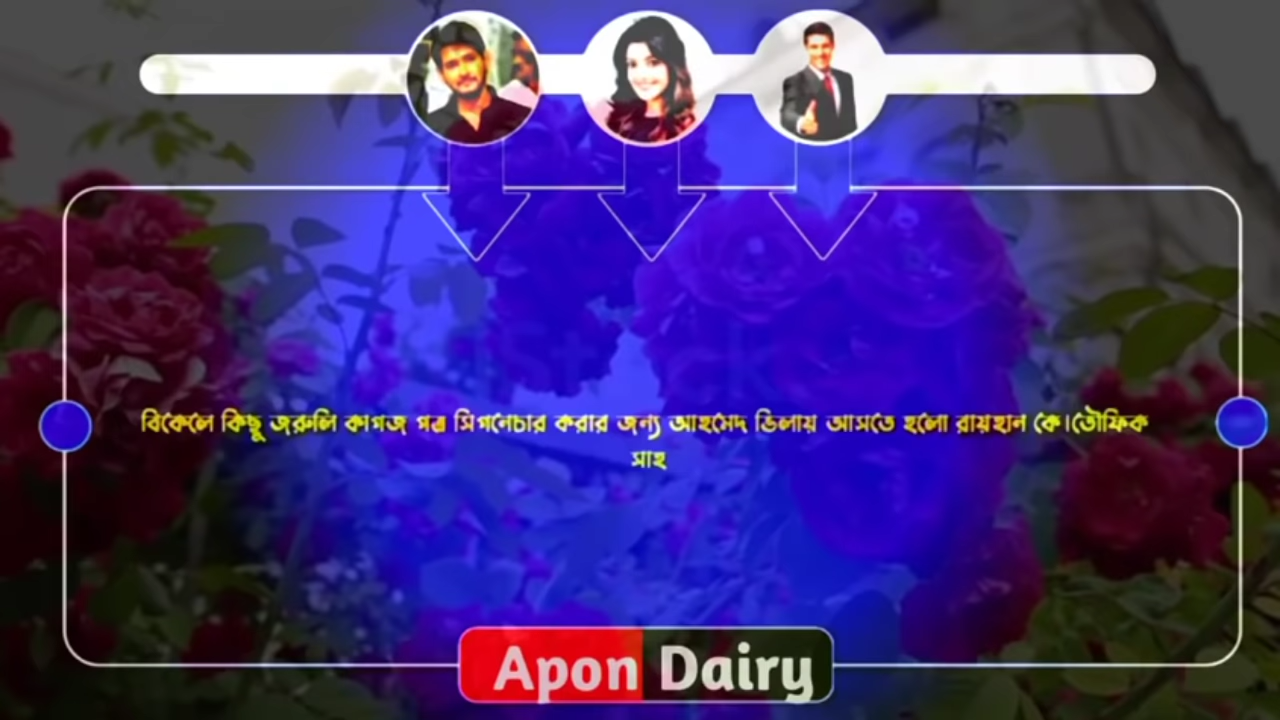 বিকেলে কিছু জরুলি কাগজ পত্র সিগনেচার করার জন্য আহমেদ ভিলায় আসতে হলো রায়হান কে।তৌফিক
সাহ
Apon Dairy